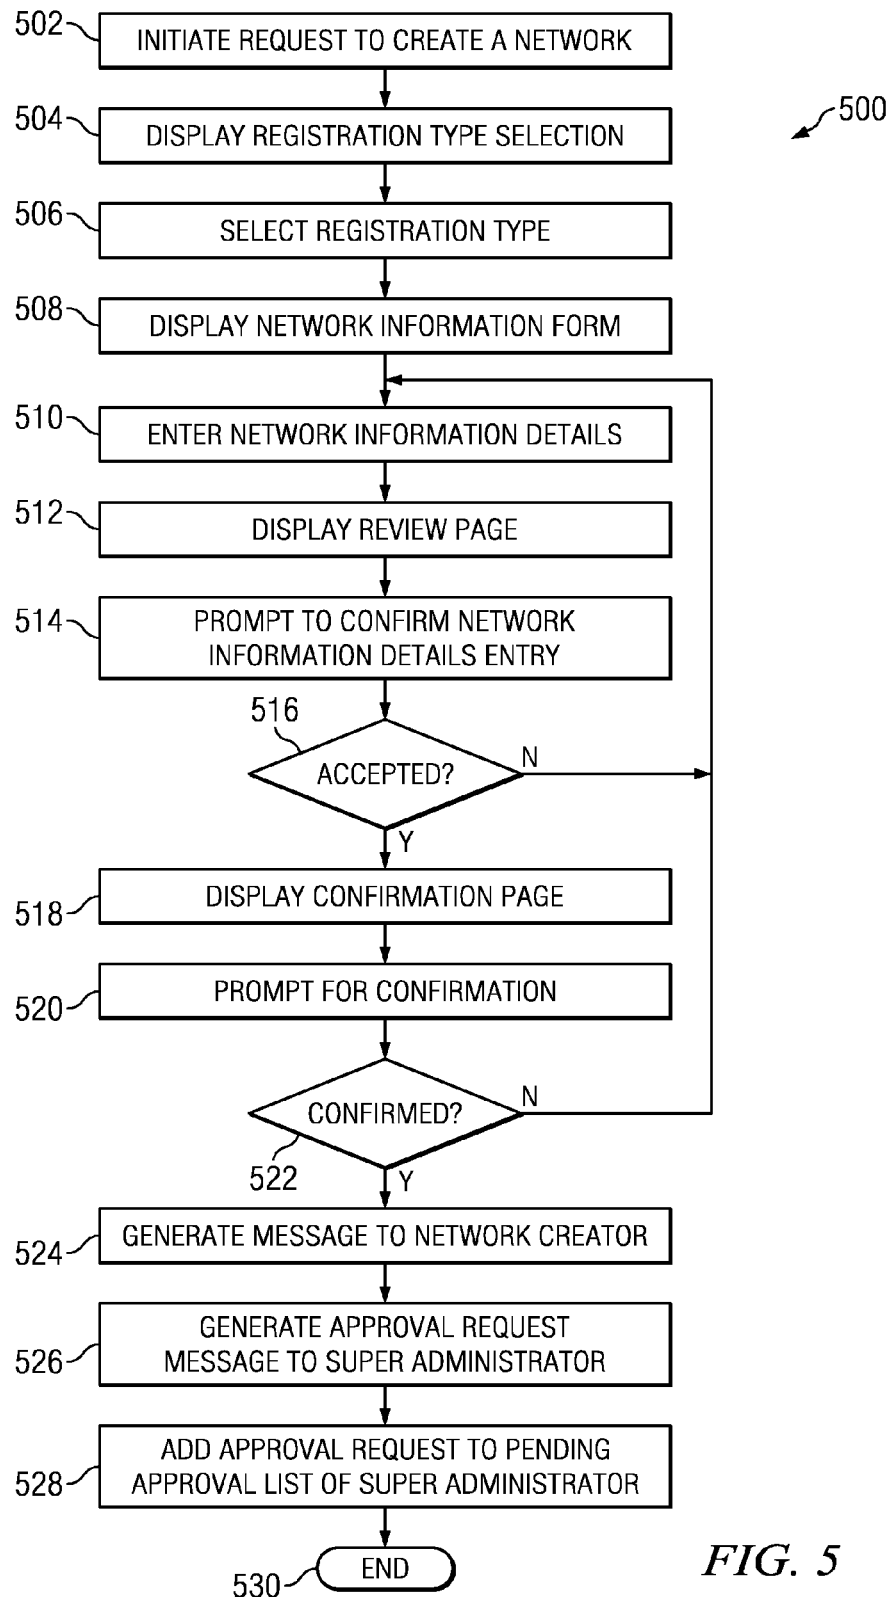 502
INITIATE REQUEST TO CREATE A NETWORK
500
504
DISPLAY REGISTRATION TYPE SELECTION
506
SELECT REGISTRATION TYPE
508
DISPLAY NETWORK INFORMATION FORM
510
ENTER NETWORK INFORMATION DETAILS
512
DISPLAY REVIEW PAGE
514
PROMPT TO CONFIRM NETWORK
INFORMATION DETAILS ENTRY
516
ACCEPTED?
N
Y
518
DISPLAY CONFIRMATION PAGE
520
PROMPT FOR CONFIRMATION
CONFIRMED?
N
522
Y
524
GENERATE MESSAGE TO NETWORK CREATOR
526
GENERATE APPROVAL REQUEST
MESSAGE TO SUPER ADMINISTRATOR
528
ADD APPROVAL REQUEST TO PENDING
APPROVAL LIST OF SUPER ADMINISTRATOR
530
END
FIG. 5